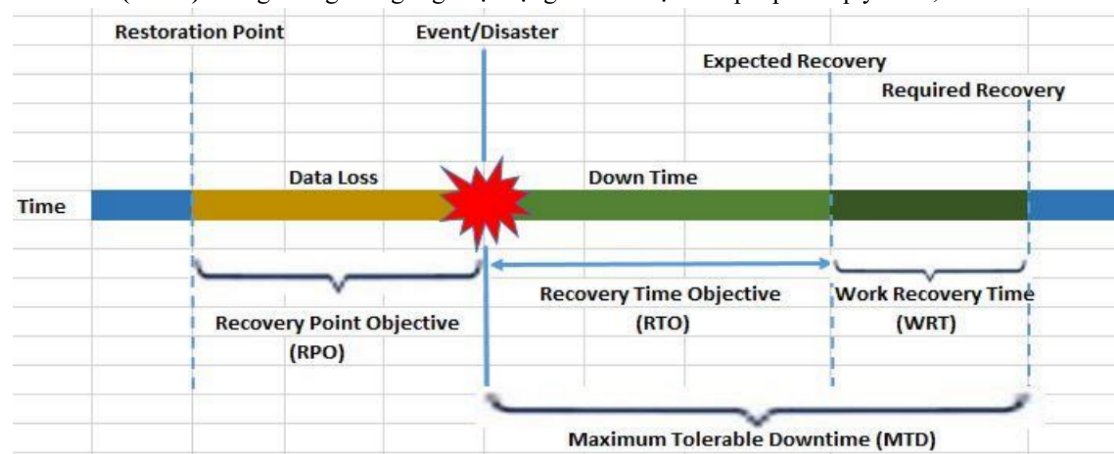 Restoration Point
Event/Disaster
Expected Recovery
Required Recovery
Data Loss
Down Time
Time
Recovery Point Objective
(RPO)
Recovery Time Objective
(RTO)
Work Recovery Time
(WRT)
Maximum Tolerable Downtime (MTD)